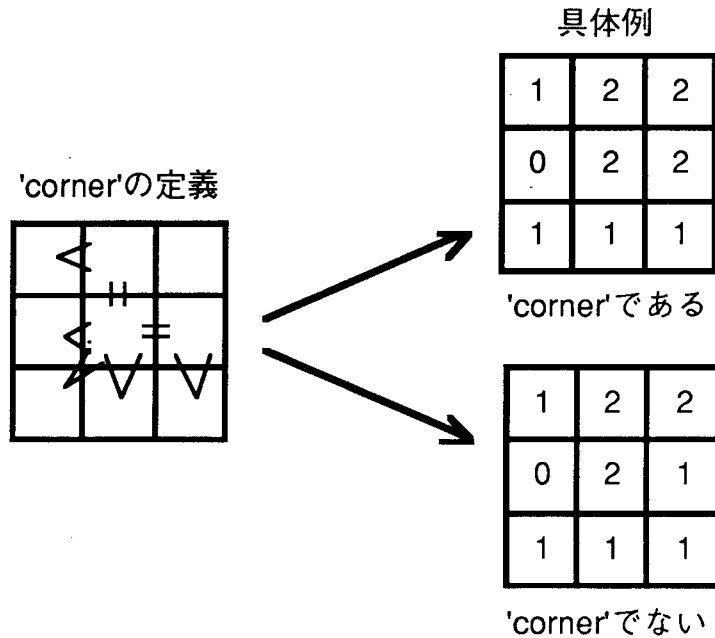 具体例
1 2 2
0 2 2
1 1 1
'corner'である
'corner'の定義
< 
=
< =
< < <
1 2 2
0 2 1
1 1 1
'corner'でない